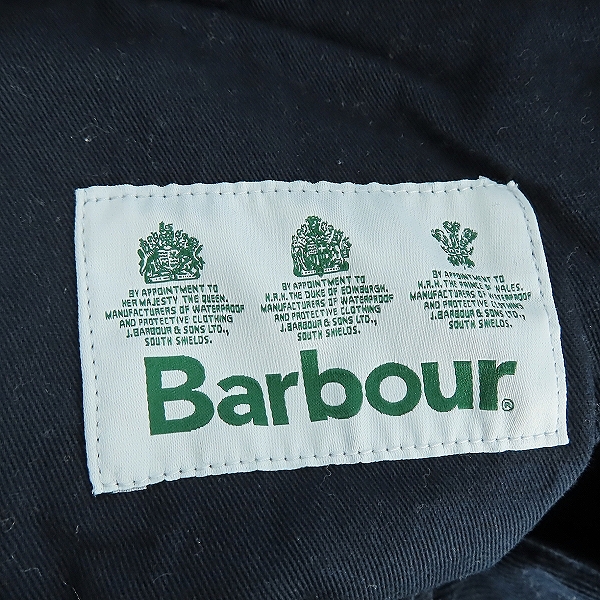 BY APPOINTMENT TO
HER MAJESTY THE QUEEN.
MANUFACTURERS OF WATERPROOF
AND PROTECTIVE CLOTHING
J.BARBOUR & SONS LTD.,
SOUTH SHIELDS.
BY APPOINTMENT TO
H.R.H. THE DUKE OF EDINBURGH.
MANUFACTURERS OF WATERPROOF
AND PROTECTIVE CLOTHING
J.BARBOUR & SONS LTD.,
SOUTH SHIELDS.
BY APPOINTMENT TO
H.R.H. THE PRINCE OF WALES.
MANUFACTURERS OF WATERPROOF
AND PROTECTIVE CLOTHING
J.BARBOUR & SONS LTD.,
SOUTH SHIELDS.
Barbour®